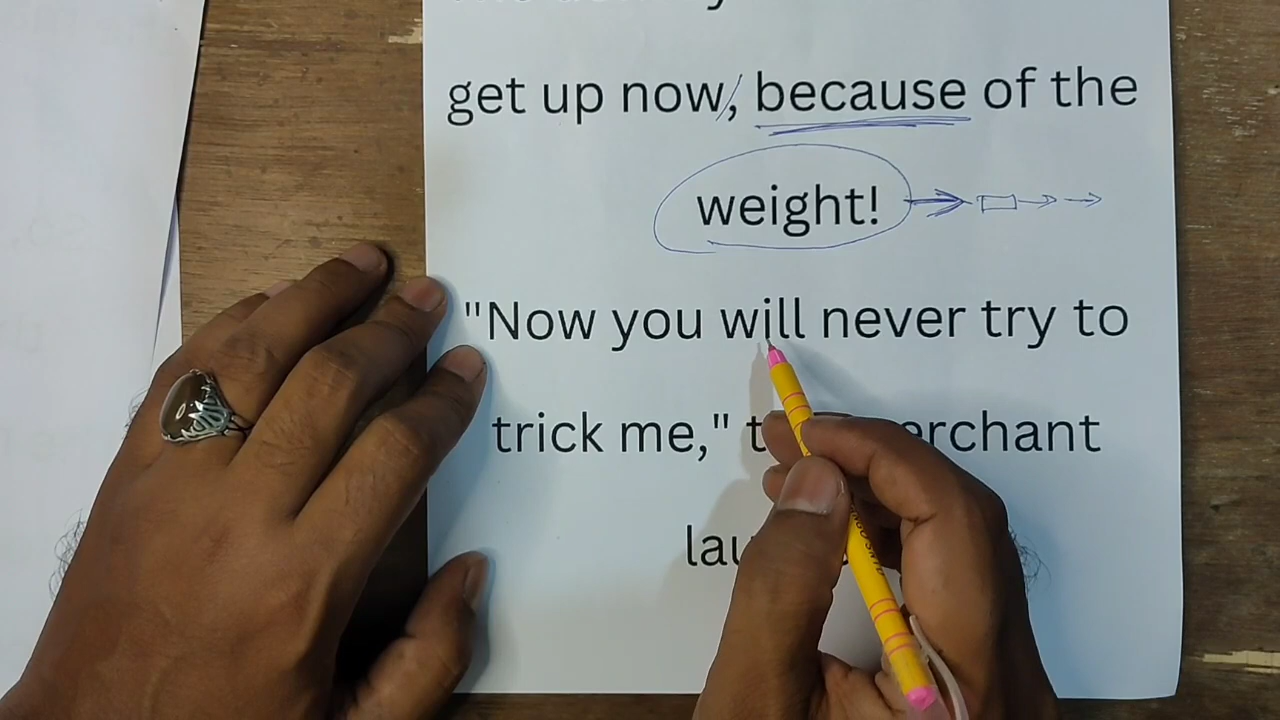 get up now, because of the
weight!
"Now you will never try to
trick me,"